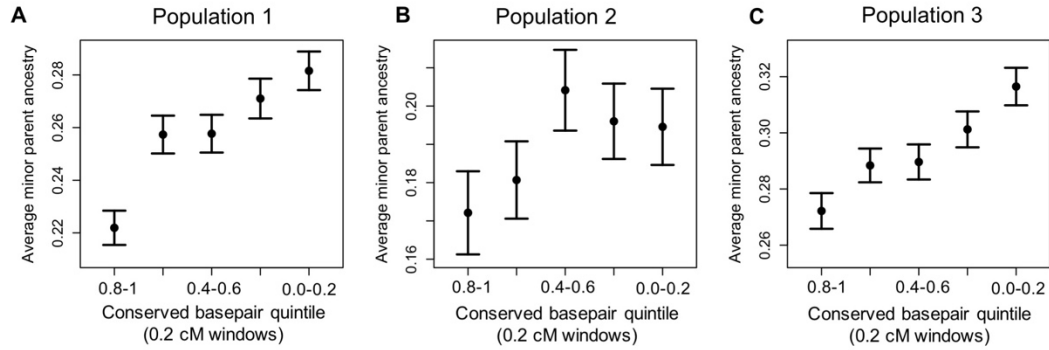 A
Population 1
Average minor parent ancestry
0.28
0.26
0.24
0.22
0.8-1
0.4-0.6
0.0-0.2
Conserved basepair quintile
(0.2 cM windows)
B
Population 2
Average minor parent ancestry
0.20
0.18
0.16
0.8-1
0.4-0.6
0.0-0.2
Conserved basepair quintile
(0.2 cM windows)
C
Population 3
Average minor parent ancestry
0.32
0.30
0.28
0.26
0.8-1
0.4-0.6
0.0-0.2
Conserved basepair quintile
(0.2 cM windows)